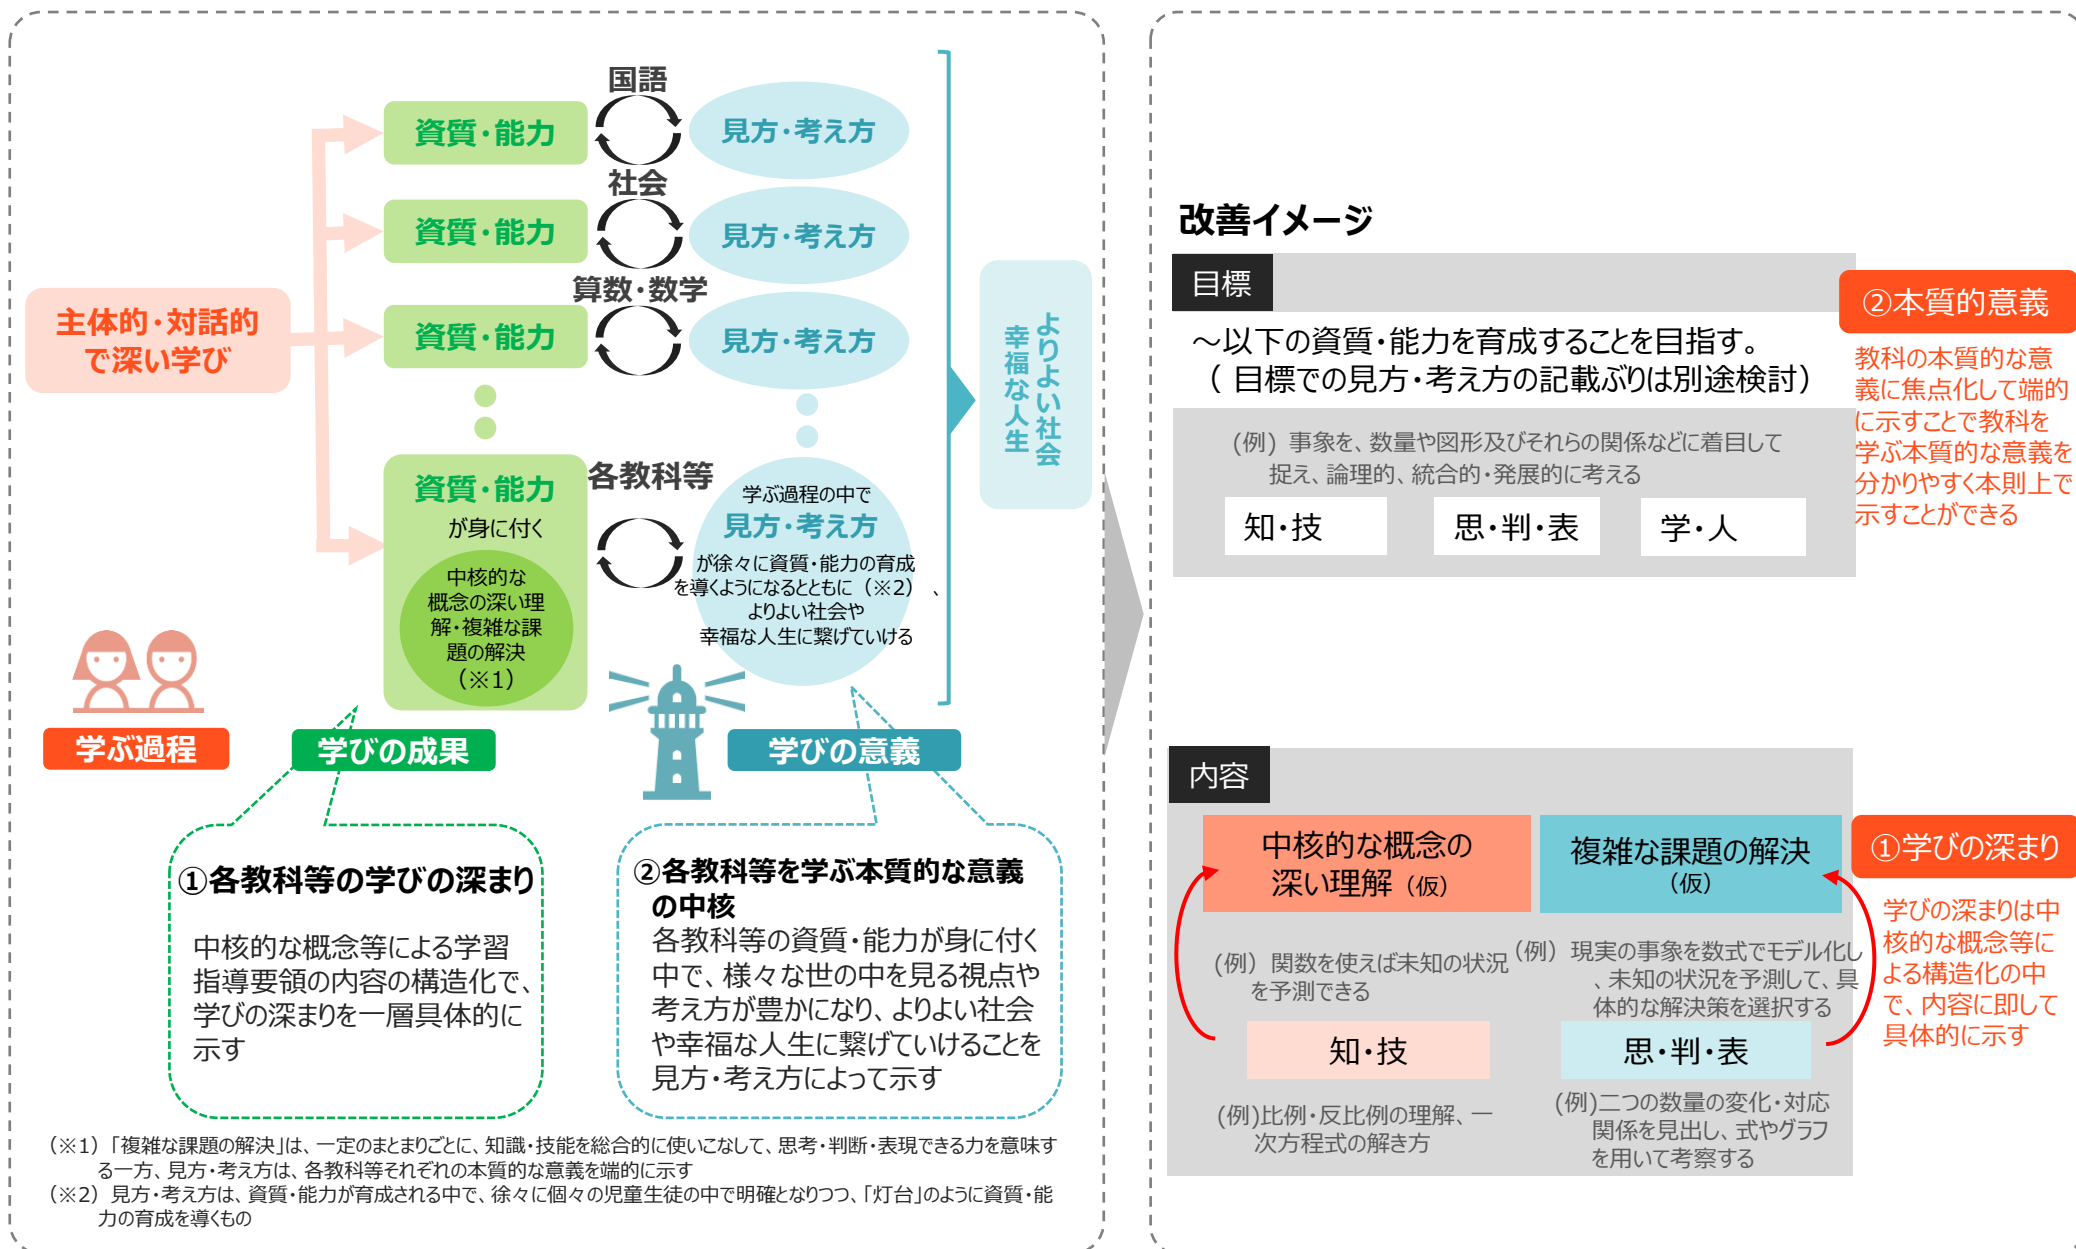 国語
資質・能力
見方・考え方
社会
資質・能力
見方・考え方
算数・数学
資質・能力
見方・考え方
主体的・対話的
で深い学び
よりよい社会
幸福な人生
各教科等
資質・能力
が身に付く
中核的な
概念の深い理
解・複雑な課
題の解決
（※1）
学ぶ過程の中で
見方・考え方
が徐々に資質・能力の育成
を導くようになるとともに（※2）、
よりよい社会や
幸福な人生に繋げていける
学ぶ過程
学びの成果
学びの意義
①各教科等の学びの深まり
中核的な概念等による学習
指導要領の内容の構造化で、
学びの深まりを一層具体的に
示す
②各教科等を学ぶ本質的な意義
の中核
各教科等の資質・能力が身に付く
中で、様々な世の中を見る視点や
考え方が豊かになり、よりよい社会
や幸福な人生に繋げていけることを
見方・考え方によって示す
（※1）「複雑な課題の解決」は、一定のまとまりごとに、知識・技能を総合的に使いこなして、思考・判断・表現できる力を意味す
る一方、見方・考え方は、各教科等それぞれの本質的な意義を端的に示す
（※2）見方・考え方は、資質・能力が育成される中で、徐々に個々の児童生徒の中で明確となりつつ、「灯台」のように資質・能
力の育成を導くもの
改善イメージ
目標
～以下の資質・能力を育成することを目指す。
（ 目標での見方・考え方の記載ぶりは別途検討）
(例) 事象を、数量や図形及びそれらの関係などに着目して
捉え、論理的、統合的・発展的に考える
知・技
思・判・表
学・人
②本質的意義
教科の本質的な意
義に焦点化して端的
に示すことで教科を
学ぶ本質的な意義を
分かりやすく本則上で
示すことができる
内容
中核的な概念の
深い理解（仮）
複雑な課題の解決
（仮）
(例) 関数を使えば未知の状況
を予測できる
(例) 現実の事象を数式でモデル化し
、未知の状況を予測して、具
体的な解決策を選択する
知・技
思・判・表
(例)比例・反比例の理解、一
次方程式の解き方
(例)二つの数量の変化・対応
関係を見出し、式やグラフ
を用いて考察する
①学びの深まり
学びの深まりは中
核的な概念等に
よる構造化の中
で、内容に即して
具体的に示す